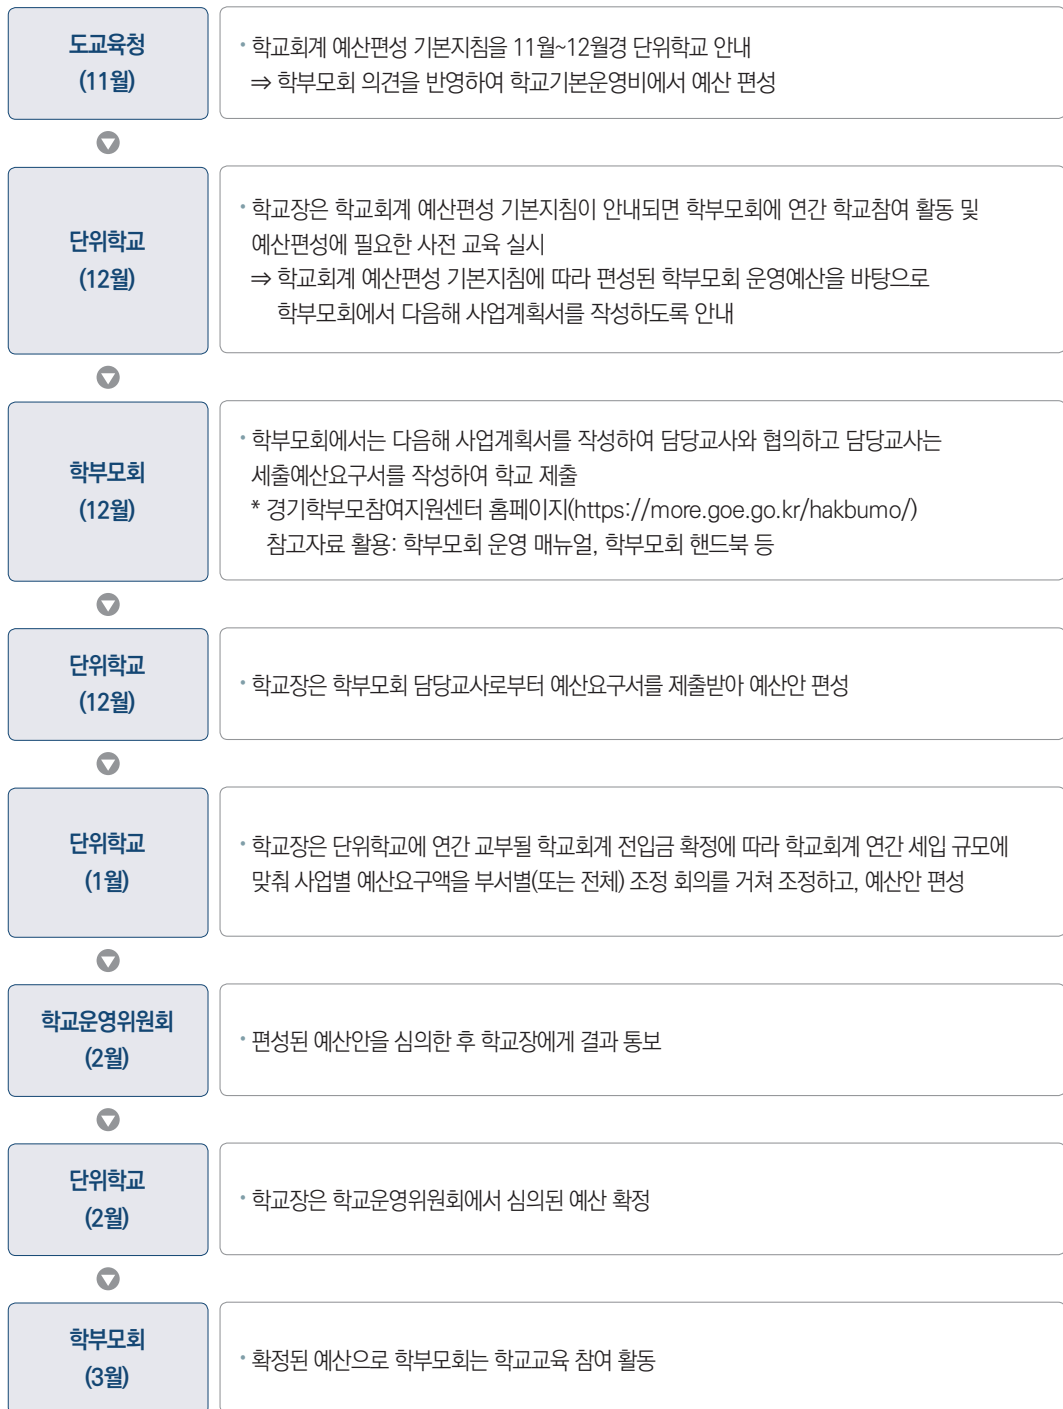 도교육청
(11월)
• 학교회계 예산편성 기본지침을 11월~12월경 단위학교 안내
⇒ 학부모회 의견을 반영하여 학교기본운영비에서 예산 편성
단위학교
(12월)
• 학교장은 학교회계 예산편성 기본지침이 안내되면 학부모회에 연간 학교참여 활동 및
예산편성에 필요한 사전 교육 실시
⇒ 학교회계 예산편성 기본지침에 따라 편성된 학부모회 운영예산을 바탕으로
학부모회에서 다음해 사업계획서를 작성하도록 안내
학부모회
(12월)
• 학부모회에서는 다음해 사업계획서를 작성하여 담당교사와 협의하고 담당교사는
세출예산요구서를 작성하여 학교 제출
* 경기학부모참여지원센터 홈페이지(https://more.goe.go.kr/hakbumo/)
참고자료 활용: 학부모회 운영 매뉴얼, 학부모회 핸드북 등
단위학교
(12월)
• 학교장은 학부모회 담당교사로부터 예산요구서를 제출받아 예산안 편성
단위학교
(1월)
• 학교장은 단위학교에 연간 교부될 학교회계 전입금 확정에 따라 학교회계 연간 세입 규모에
맞춰 사업별 예산요구액을 부서별(또는 전체) 조정 회의를 거쳐 조정하고, 예산안 편성
학교운영위원회
(2월)
• 편성된 예산안을 심의한 후 학교장에게 결과 통보
단위학교
(2월)
• 학교장은 학교운영위원회에서 심의된 예산 확정
학부모회
(3월)
• 확정된 예산으로 학부모회는 학교교육 참여 활동